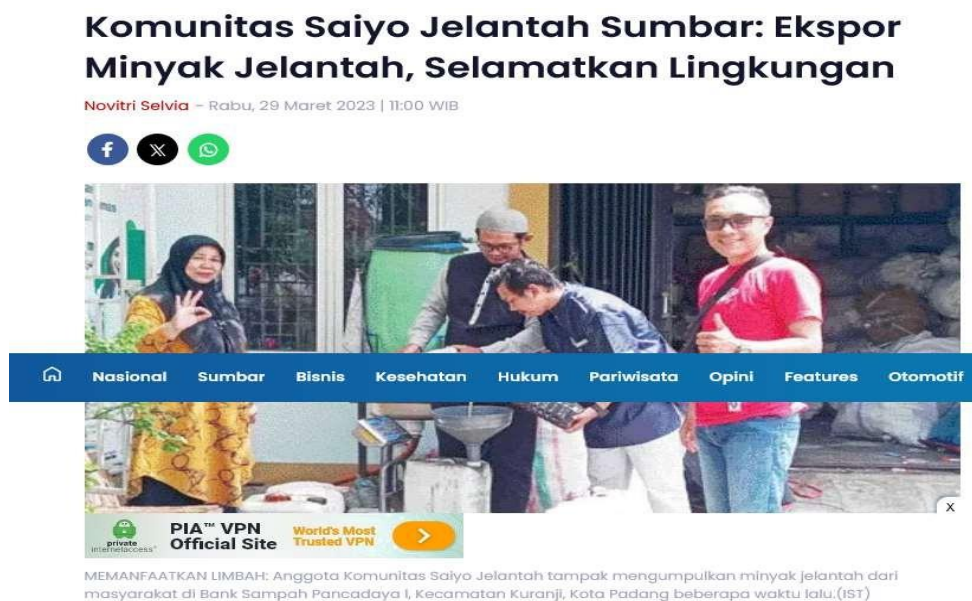 Komunitas Saiyo Jelantah Sumbar: Ekspor
Minyak Jelantah, Selamatkan Lingkungan
Novitri Selvia - Rabu, 29 Maret 2023 | 11:00 WIB
Nasional Sumbar Bisnis Kesehatan Hukum Pariwisata Opini Features Otomotif
X
private
internetaccess
PIA™ VPN
Official Site
World's Most
Trusted VPN
MEMANFAATKAN LIMBAH: Anggota Komunitas Saiyo Jelantah tampak mengumpulkan minyak jelantah dari
masyarakat di Bank Sampah Pancadaya I, Kecamatan Kuranji, Kota Padang beberapa waktu lalu.(IST)